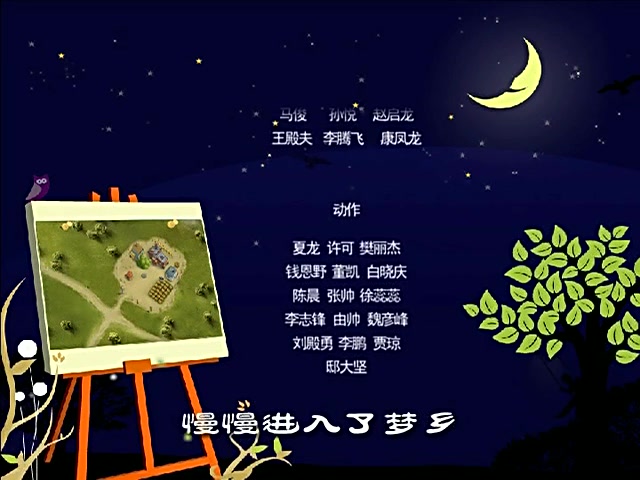 马俊 孙悦 赵启龙
王殿夫 李腾飞 康凤龙
动作
夏龙 许可 樊丽杰
钱恩野 董凯 白晓庆
陈晨 张帅 徐蕊蕊
李志锋 由帅 魏彦峰
刘殿勇 李鹏 贾琼
邸大坚
慢慢进入了梦乡